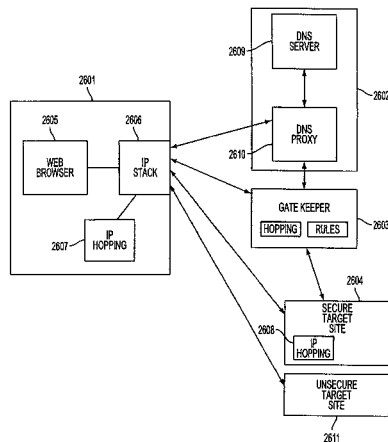 2601
2605
2606
WEB
BROWSER
IP
STACK
2607
IP
HOPPING
2609
DNS
SERVER
2602
DNS
PROXY
2610
GATE KEEPER
HOPPING
RULES
2603
2604
SECURE
TARGET
SITE
2608
IP
HOPPING
UNSECURE
TARGET
SITE
2611